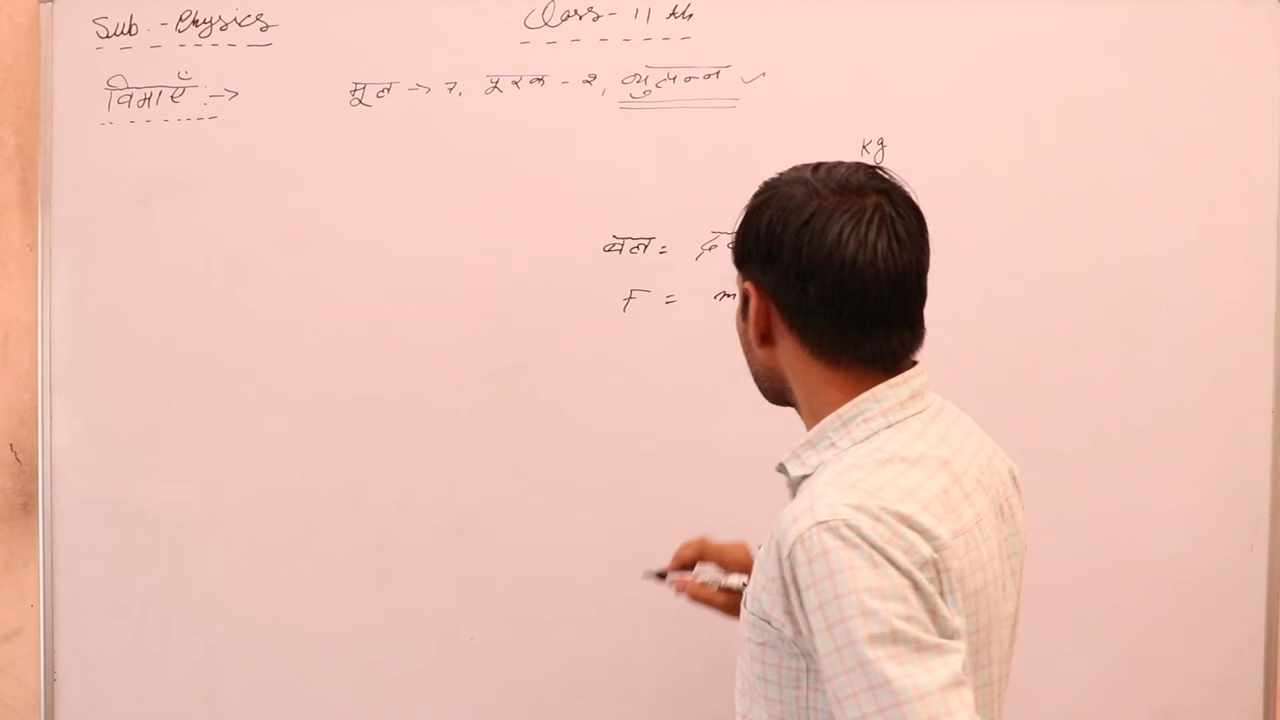 Sub. - Physics
Class - 11 th
विमाएँ :->
मूल -> 7, पूरक - 2, व्युत्पन्न ✓
kg
बल =
F = m